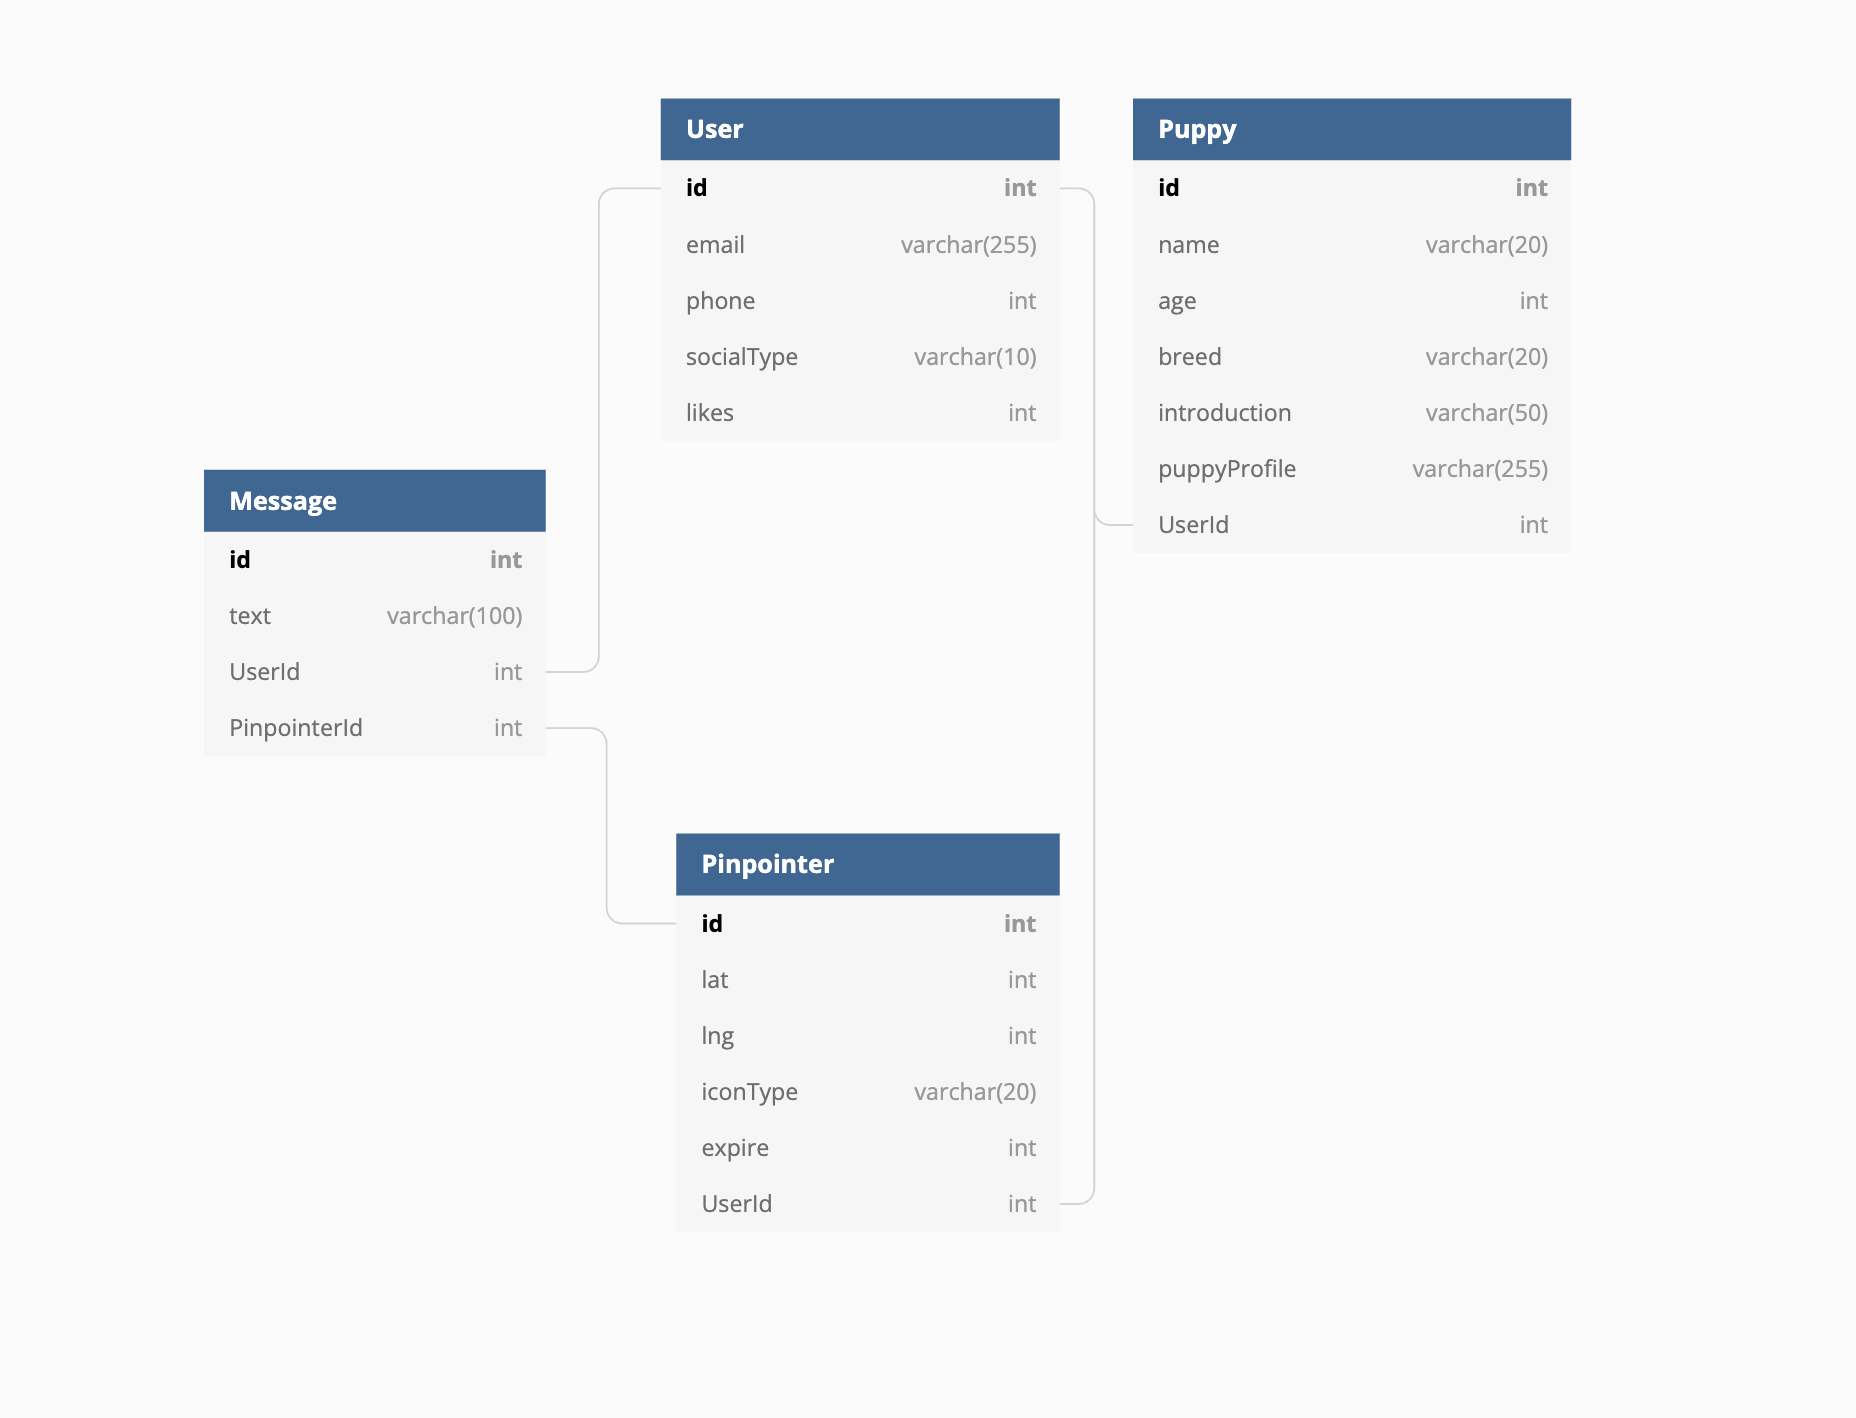 User
id int
email varchar(255)
phone int
socialType varchar(10)
likes int
Puppy
id int
name varchar(20)
age int
breed varchar(20)
introduction varchar(50)
puppyProfile varchar(255)
UserId int
Message
id int
text varchar(100)
UserId int
PinpointerId int
Pinpointer
id int
lat int
lng int
iconType varchar(20)
expire int
UserId int